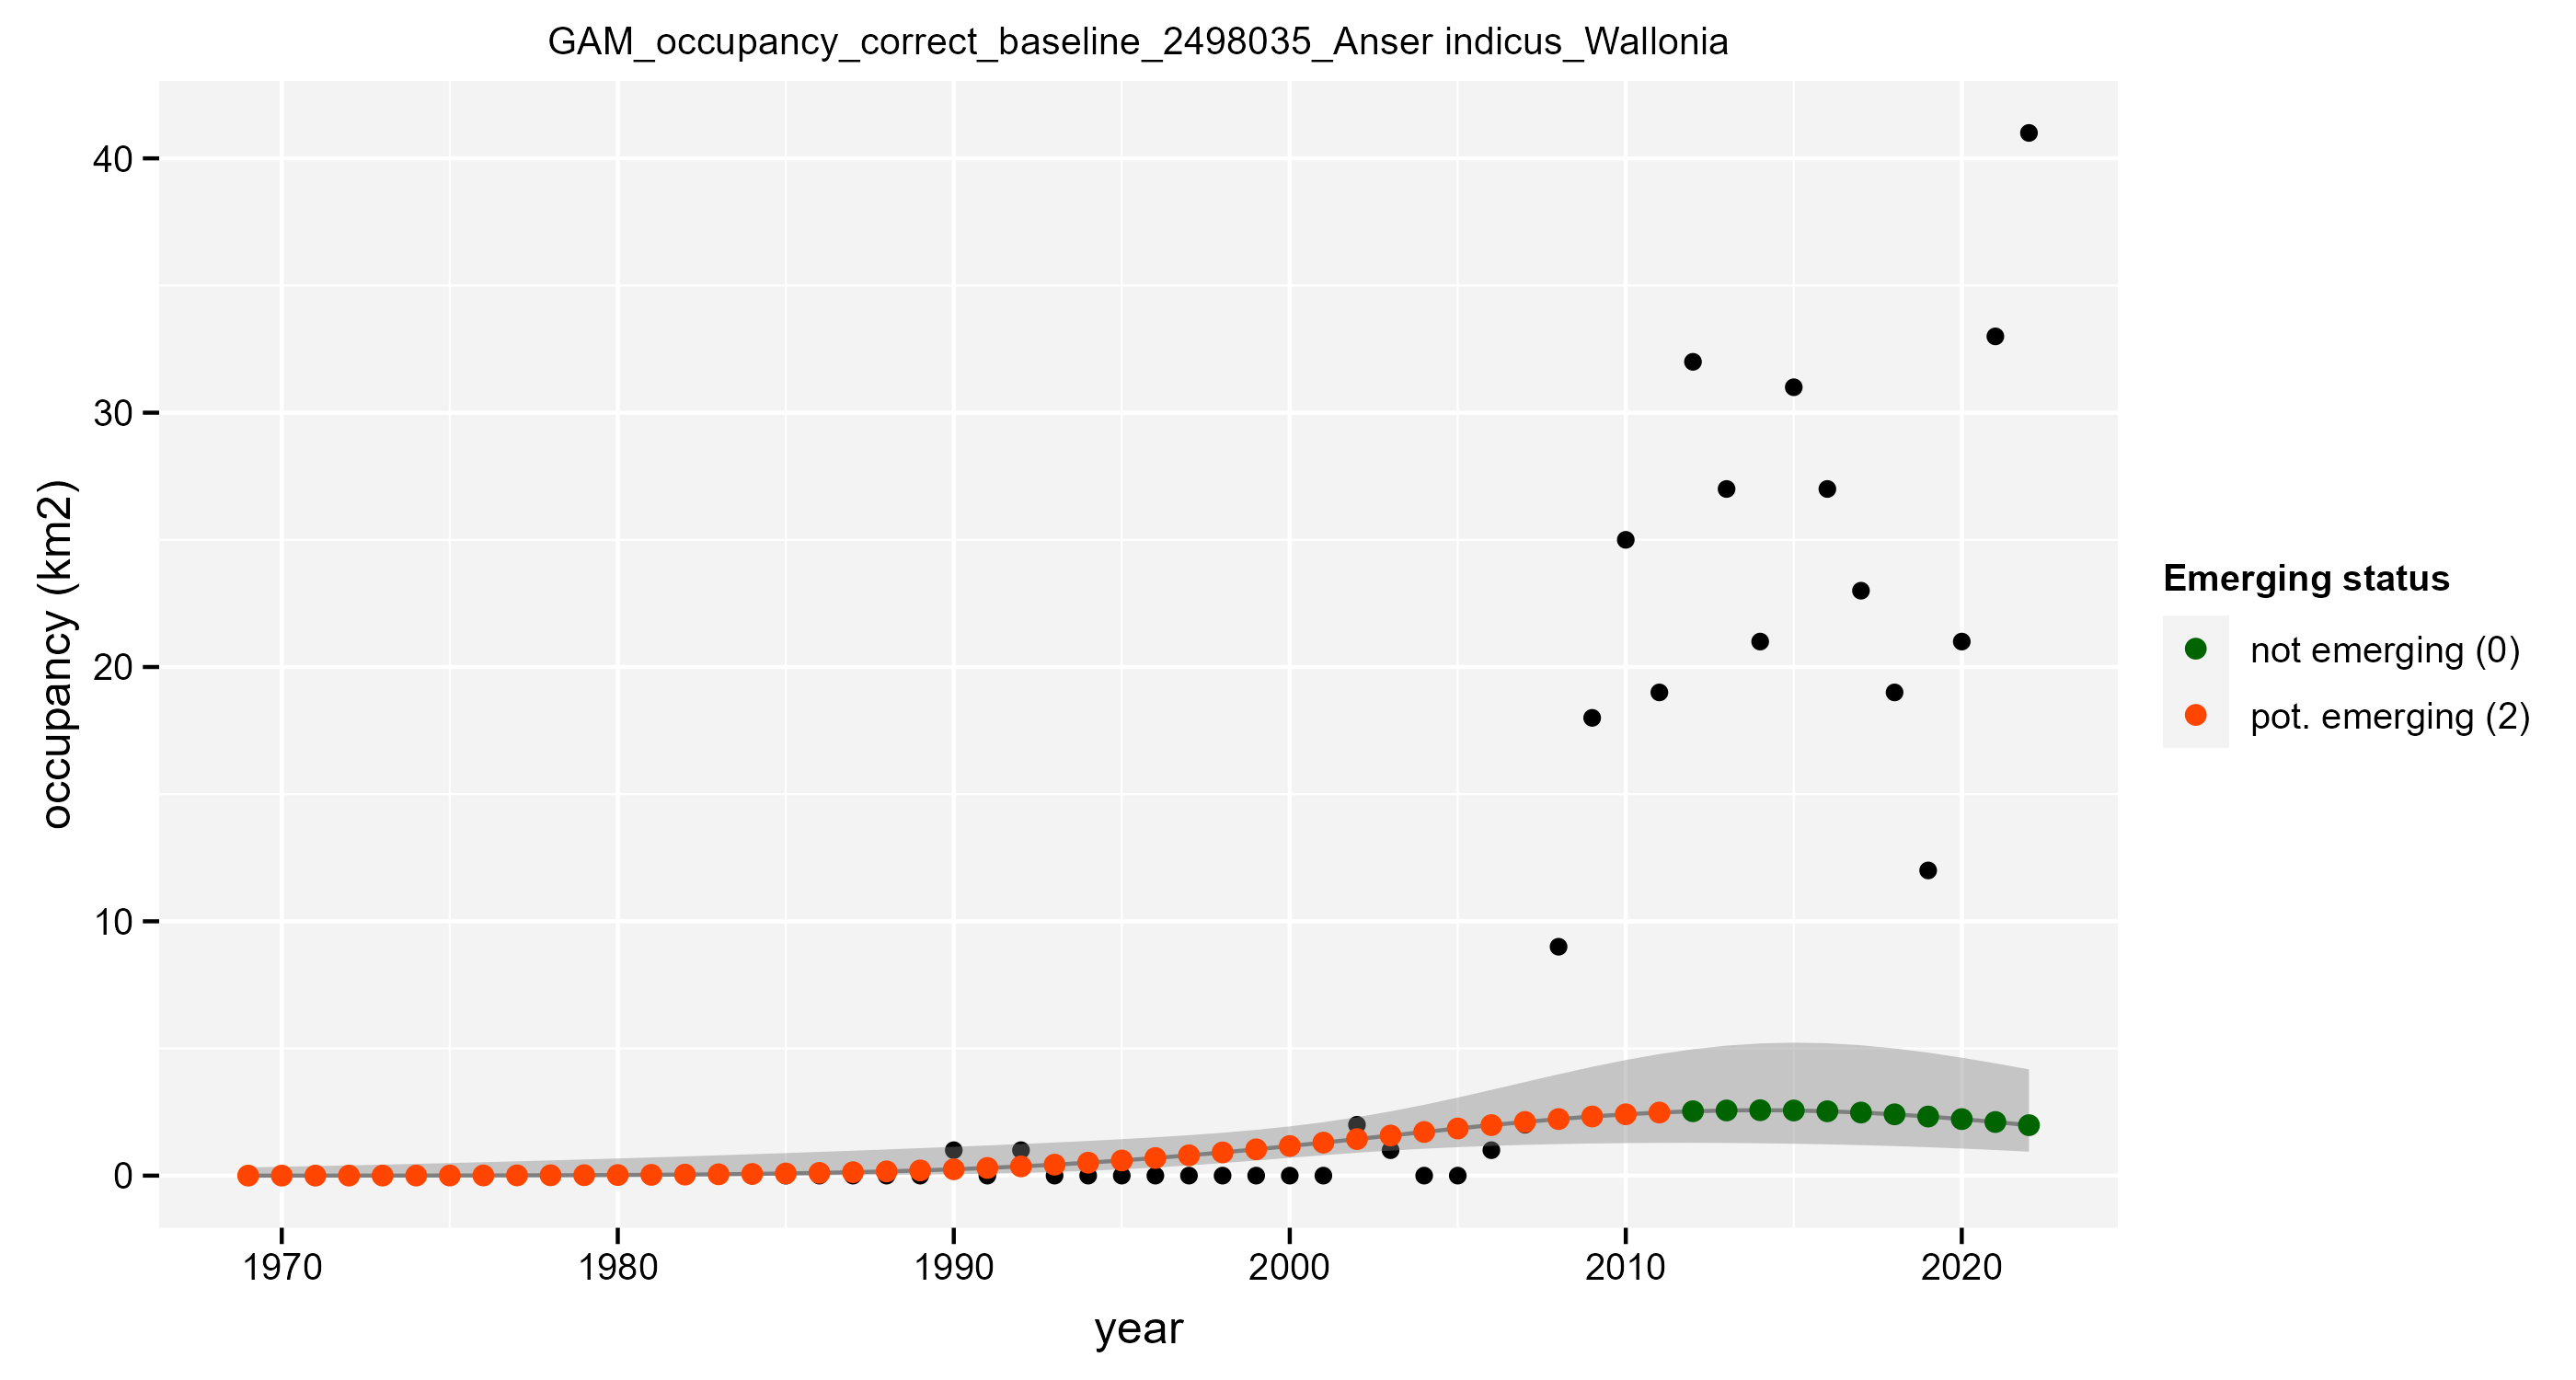 GAM_occupancy_correct_baseline_2498035_Anser indicus_Wallonia
occupancy (km2)
40
30
20
10
0
1970 1980 1990 2000 2010 2020
year
Emerging status
not emerging (0)
pot. emerging (2)